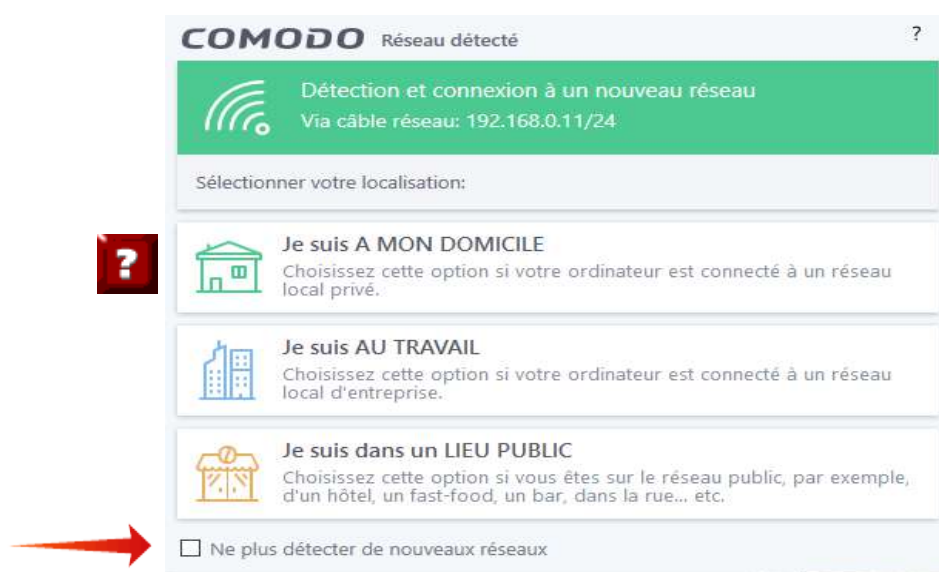 COMODO Réseau détecté ?
Détection et connexion à un nouveau réseau
Via câble réseau: 192.168.0.11/24
Sélectionner votre localisation:
?
Je suis A MON DOMICILE
Choisissez cette option si votre ordinateur est connecté à un réseau
local privé.
Je suis AU TRAVAIL
Choisissez cette option si votre ordinateur est connecté à un réseau
local d'entreprise.
Je suis dans un LIEU PUBLIC
Choisissez cette option si vous êtes sur le réseau public, par exemple,
d'un hôtel, un fast-food, un bar, dans la rue... etc.
Ne plus détecter de nouveaux réseaux